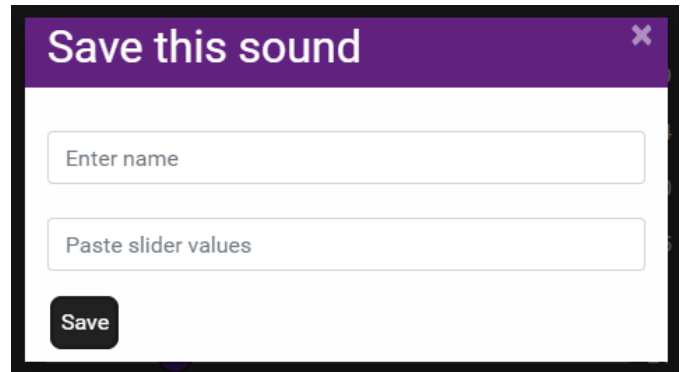 Save this sound
×
Enter name
Paste slider values
Save